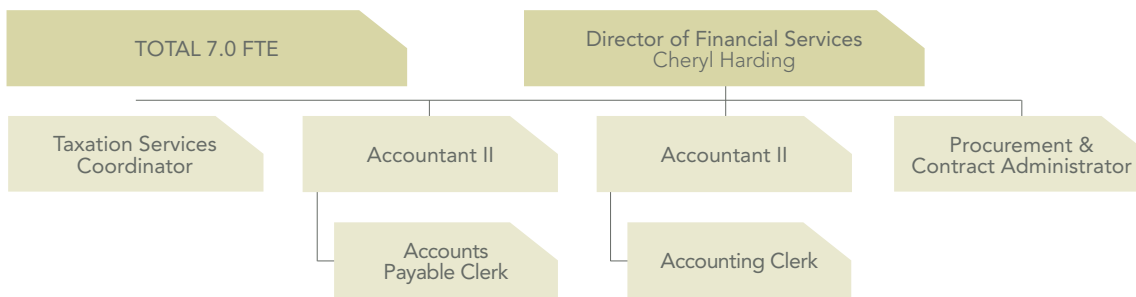 TOTAL 7.0 FTE
Director of Financial Services
Cheryl Harding
Taxation Services
Coordinator
Accountant II
Accountant II
Procurement &
Contract Administrator
Accounts
Payable Clerk
Accounting Clerk